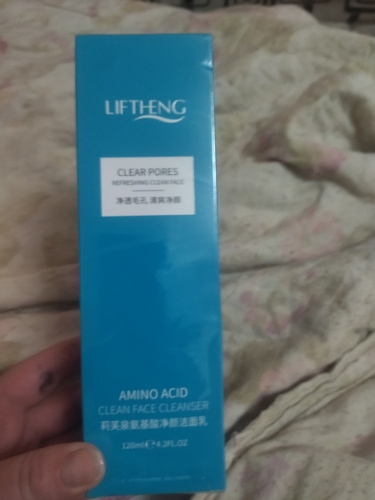 LIFTHENG
CLEAR PORES
REFRESHING CLEAN FACE
净透毛孔 清爽净颜
AMINO ACID
CLEAN FACE CLEANSER
莉芙泉氨基酸净颜洁面乳
120ml℮4.2FL.OZ